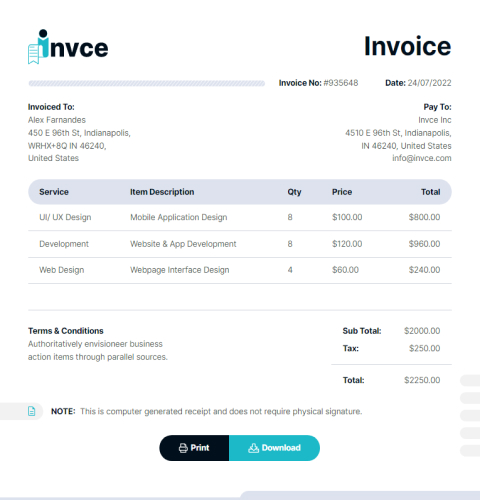 invce
Invoice
Invoice No: #935648 Date: 24/07/2022
Invoiced To:
Alex Farnandes
450 E 96th St, Indianapolis,
WRHX+8Q IN 46240,
United States
Pay To:
Invce Inc
4510 E 96th St, Indianapolis,
IN 46240, United States
info@invce.com
Service Item Description Qty Price Total
UI/ UX Design Mobile Application Design 8 $100.00 $800.00
Development Website & App Development 8 $120.00 $960.00
Web Design Webpage Interface Design 4 $60.00 $240.00
Terms & Conditions
Authoritatively envisioneer business
action items through parallel sources.
Sub Total: $2000.00
Tax: $250.00
Total: $2250.00
NOTE: This is computer generated receipt and does not require physical signature.
Print
Download